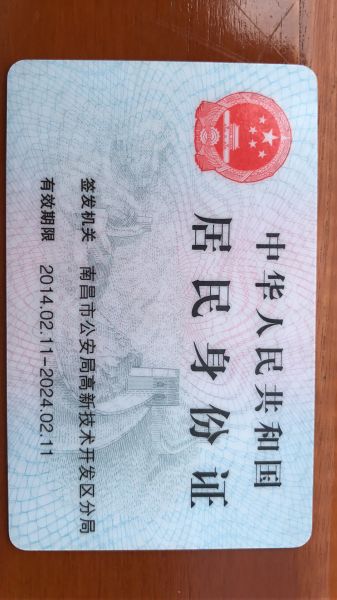 中华人民共和国
居民身份证
签发机关 南昌市公安局高新技术开发区分局
有效期限 2014.02.11-2024.02.11